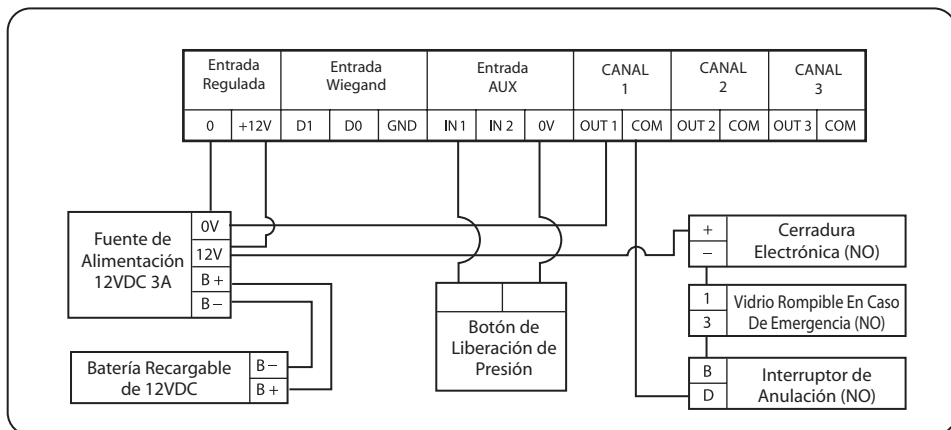 Entrada Regulada
Entrada Wiegand
Entrada AUX
CANAL 1
CANAL 2
CANAL 3
0 +12V D1 D0 GND IN 1 IN 2 0V OUT 1 COM OUT 2 COM OUT 3 COM
Fuente de
Alimentación
12VDC 3A
0V
12V
B +
B −
Batería Recargable
de 12VDC
B −
B +
Botón de
Liberación de
Presión
+
−
Cerradura
Electrónica (NO)
1
3
Vidrio Rompible En Caso
De Emergencia (NO)
B
D
Interruptor de
Anulación (NO)